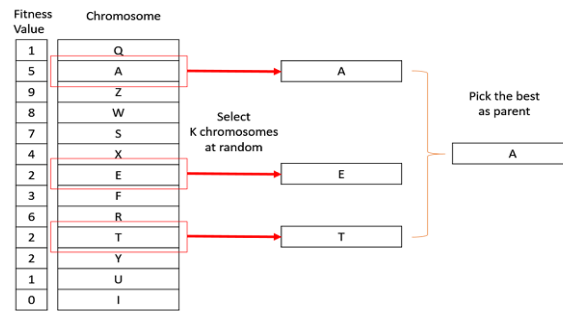 Fitness
Value
Chromosome
1 Q
5 A
9 Z
8 W
7 S
4 X
2 E
3 F
6 R
2 T
2 Y
1 U
0 I
Select
K chromosomes
at random
A
E
T
Pick the best
as parent
A